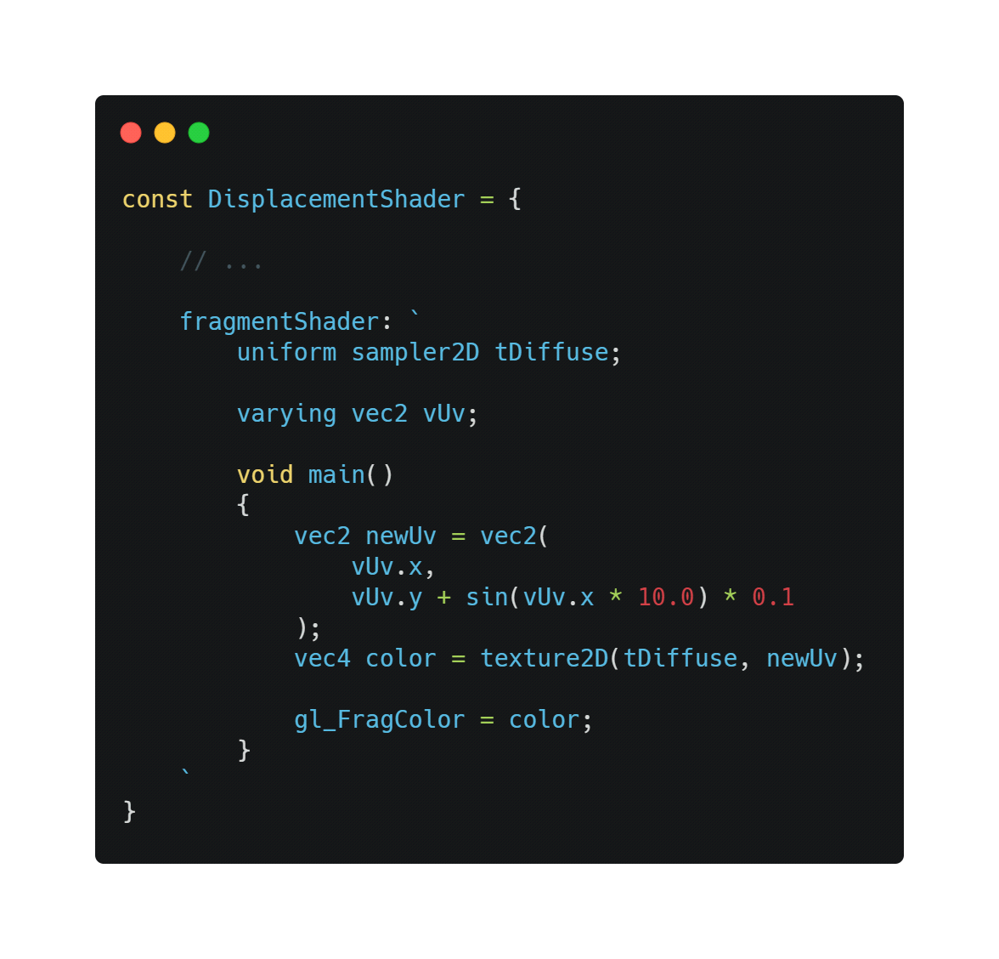 const DisplacementShader = {
// ...
fragmentShader: `
uniform sampler2D tDiffuse;
varying vec2 vUv;
void main()
{
vec2 newUv = vec2(
vUv.x,
vUv.y + sin(vUv.x * 10.0) * 0.1
);
vec4 color = texture2D(tDiffuse, newUv);
gl_FragColor = color;
}
`
}